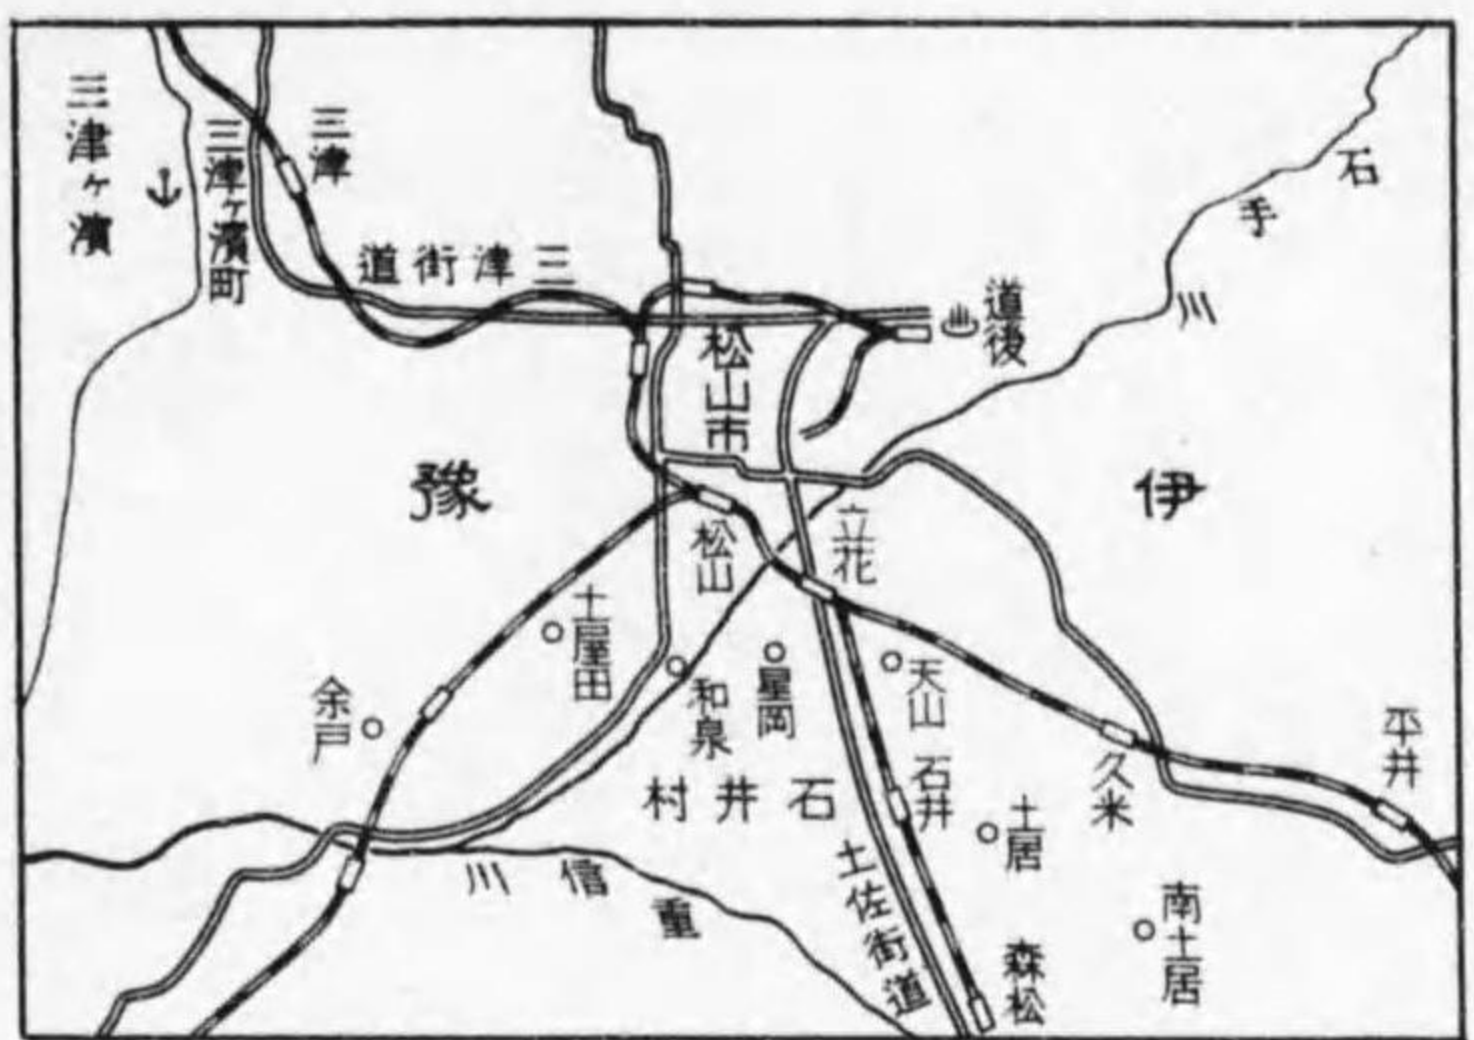 三津ヶ濱
三津ヶ濱町
三津
道街津三
石手川
道後
松山市
伊豫
松山
立花
土屋田
和泉
星岡
天山
余戸
村井石
石井
久米
平井
土居
川信重
土佐街道
南土居
森松